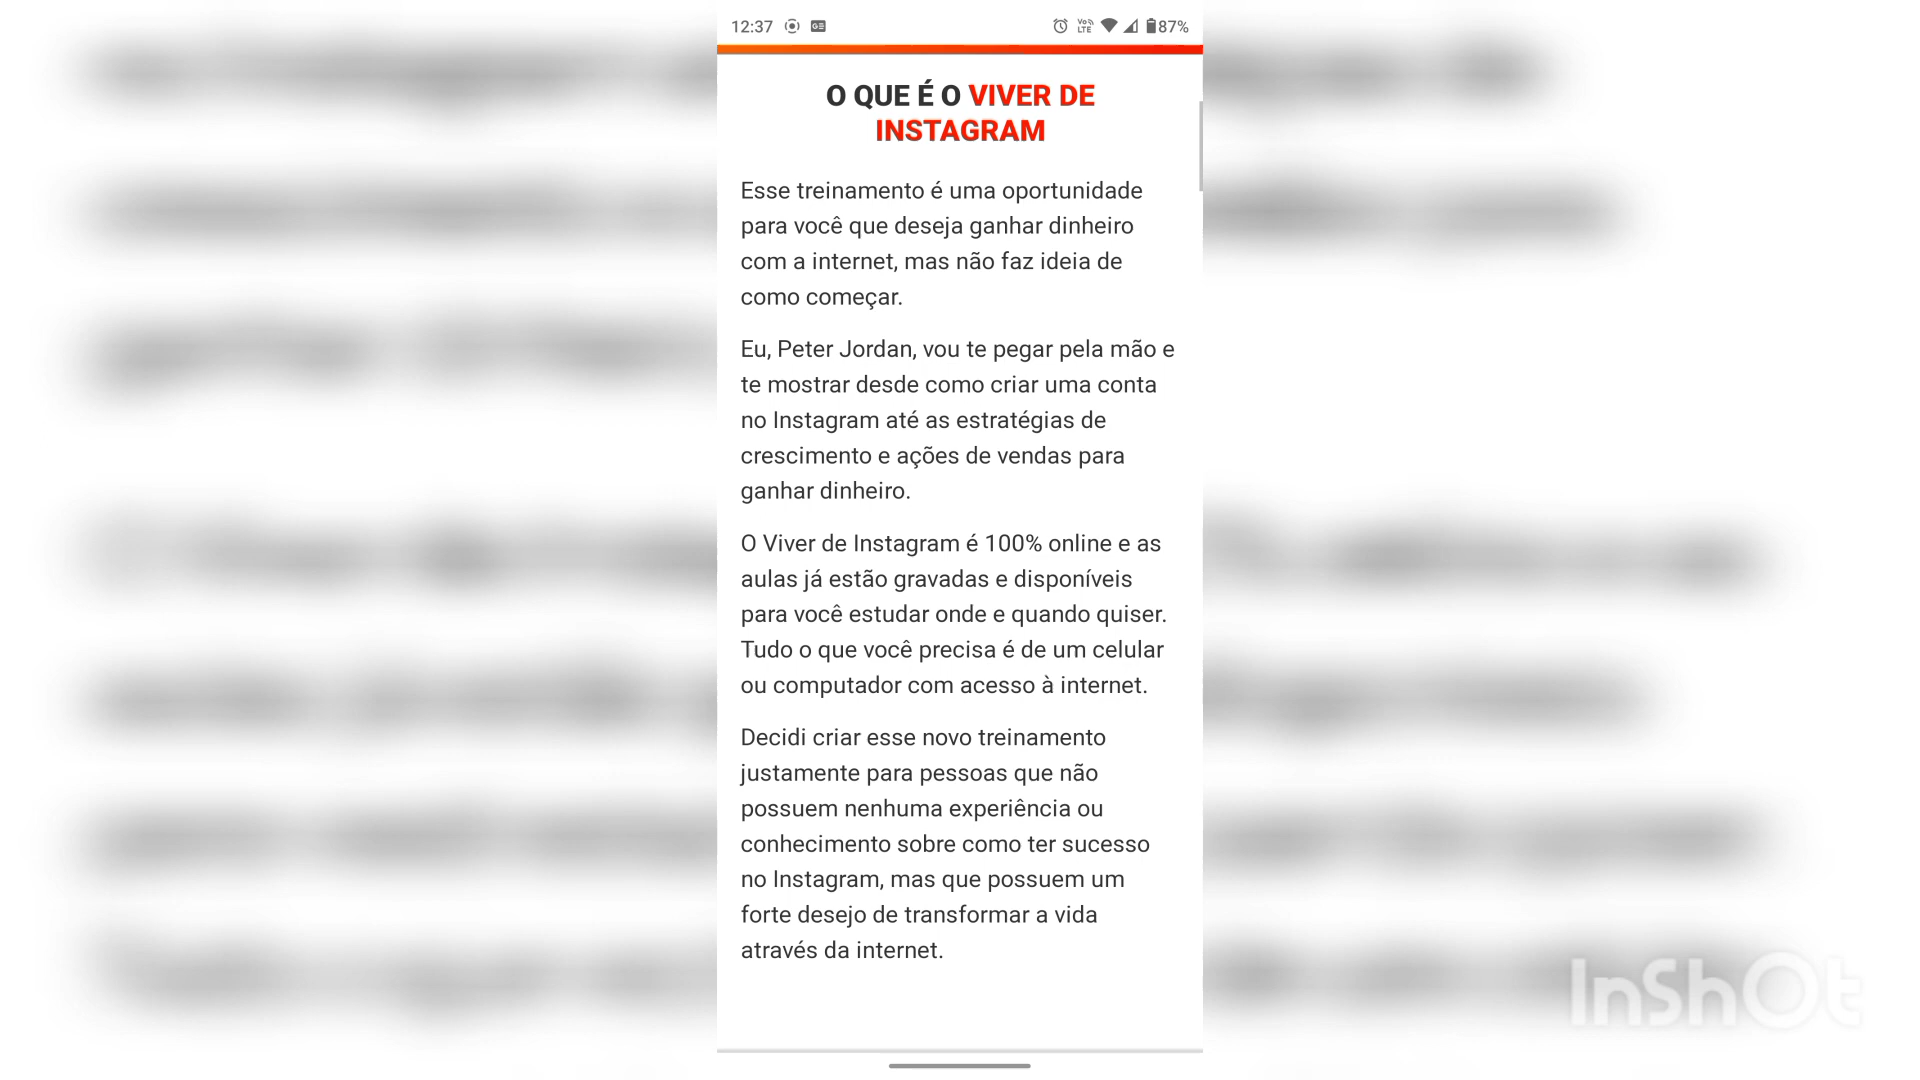 12:37
Vo)) LTE
87%
O QUE É O VIVER DE
INSTAGRAM
Esse treinamento é uma oportunidade
para você que deseja ganhar dinheiro
com a internet, mas não faz ideia de
como começar.
Eu, Peter Jordan, vou te pegar pela mão e
te mostrar desde como criar uma conta
no Instagram até as estratégias de
crescimento e ações de vendas para
ganhar dinheiro.
O Viver de Instagram é 100% online e as
aulas já estão gravadas e disponíveis
para você estudar onde e quando quiser.
Tudo o que você precisa é de um celular
ou computador com acesso à internet.
Decidi criar esse novo treinamento
justamente para pessoas que não
possuem nenhuma experiência ou
conhecimento sobre como ter sucesso
no Instagram, mas que possuem um
forte desejo de transformar a vida
através da internet.
InShOt